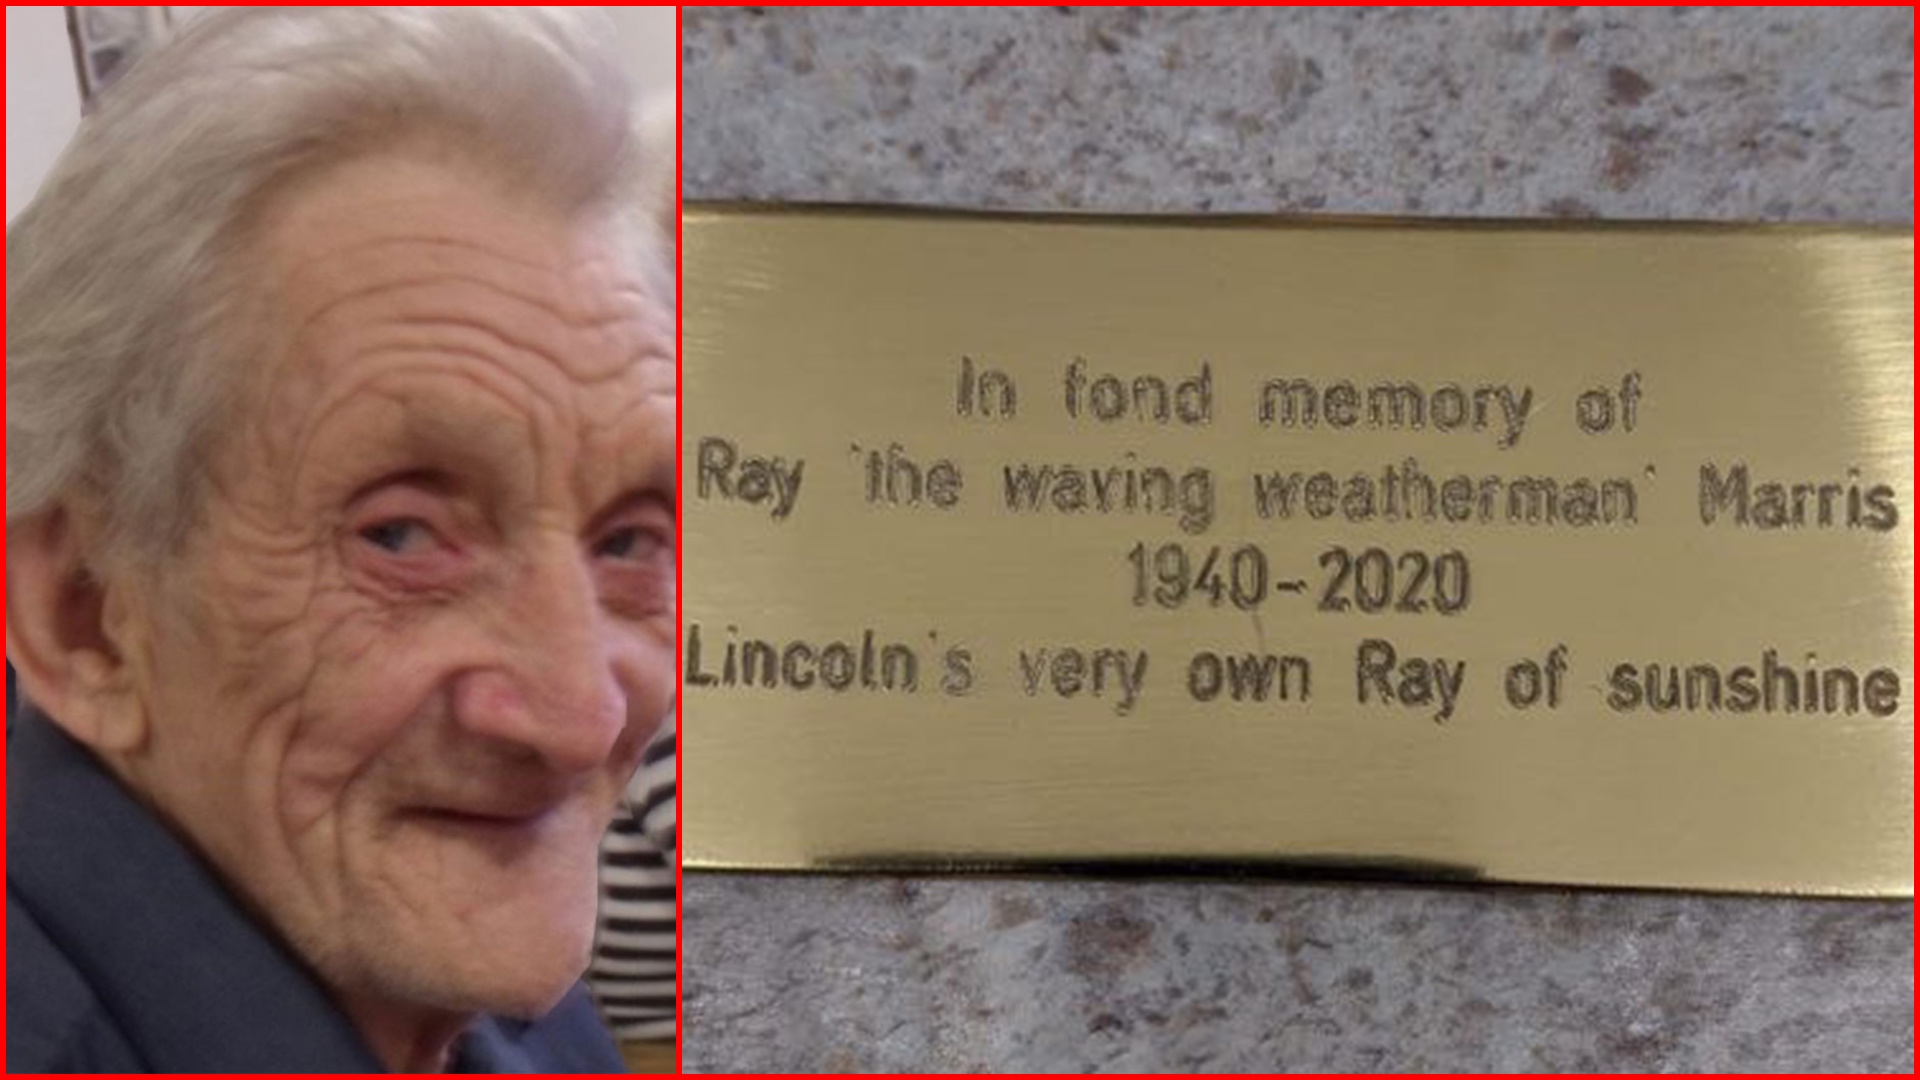 In fond memory of
Ray 'the waving weatherman' Marris
1940-2020
Lincoln's very own Ray of sunshine